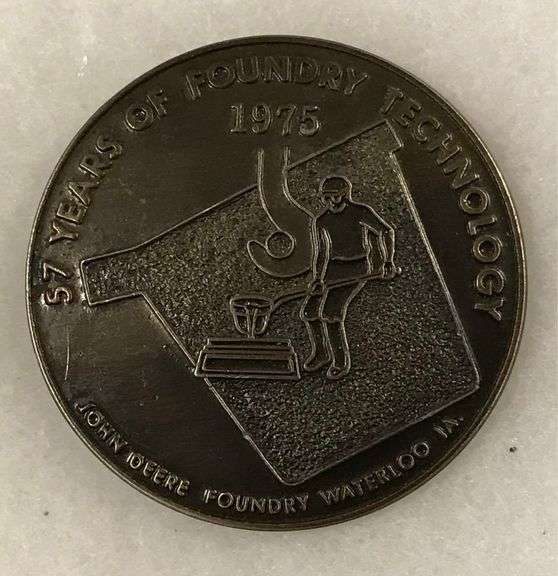 57 YEARS OF FOUNDRY TECHNOLOGY
1975
JOHN DEERE FOUNDRY WATERLOO IA.